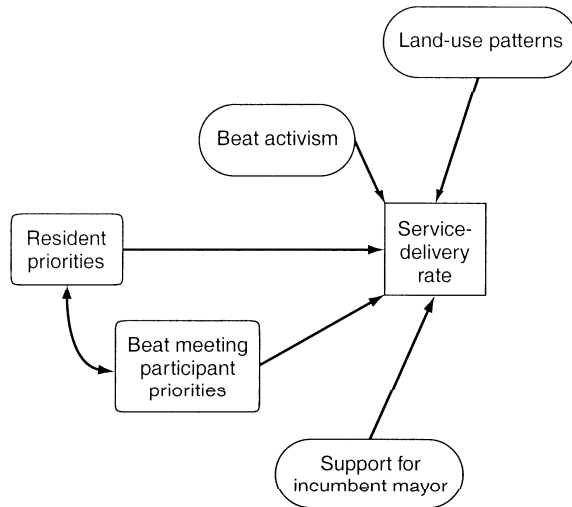 Land-use patterns
Beat activism
Service-
delivery
rate
Resident
priorities
Beat meeting
participant
priorities
Support for
incumbent mayor